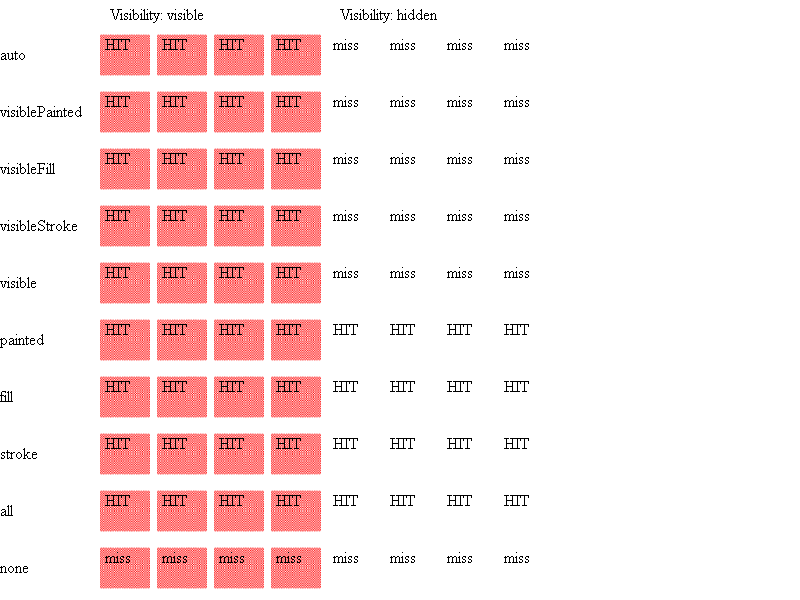 Visibility: visible Visibility: hidden
auto HIT HIT HIT HIT miss miss miss miss
visiblePainted HIT HIT HIT HIT miss miss miss miss
visibleFill HIT HIT HIT HIT miss miss miss miss
visibleStroke HIT HIT HIT HIT miss miss miss miss
visible HIT HIT HIT HIT miss miss miss miss
painted HIT HIT HIT HIT HIT HIT HIT HIT
fill HIT HIT HIT HIT HIT HIT HIT HIT
stroke HIT HIT HIT HIT HIT HIT HIT HIT
all HIT HIT HIT HIT HIT HIT HIT HIT
none miss miss miss miss miss miss miss miss